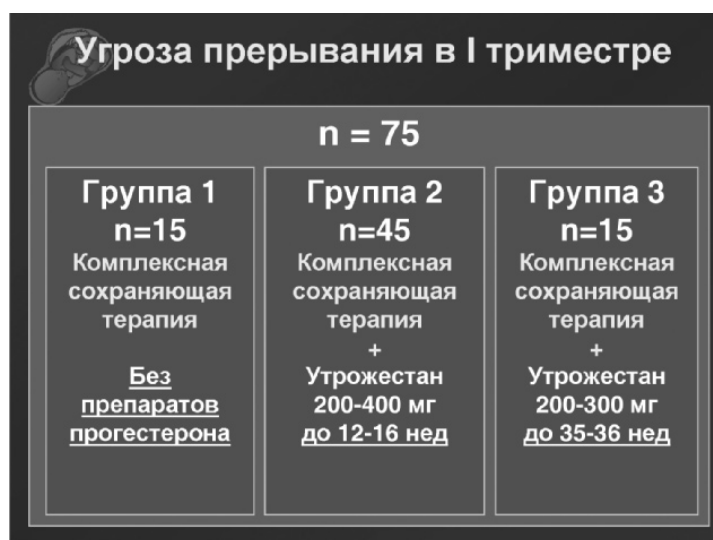 Угроза прерывания в I триместре
n = 75
Группа 1
n=15
Комплексная
сохраняющая
терапия
Без
препаратов
прогестерона
Группа 2
n=45
Комплексная
сохраняющая
терапия
+
Утрожестан
200-400 мг
до 12-16 нед
Группа 3
n=15
Комплексная
сохраняющая
терапия
+
Утрожестан
200-300 мг
до 35-36 нед